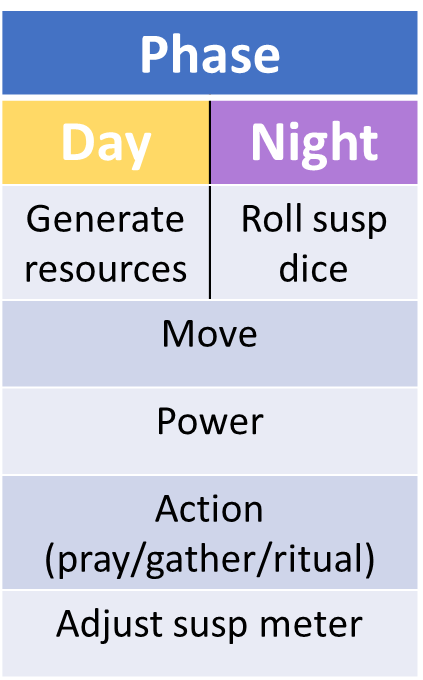 Phase
Day
Night
Generate
resources
Roll susp
dice
Move
Power
Action
(pray/gather/ritual)
Adjust susp meter